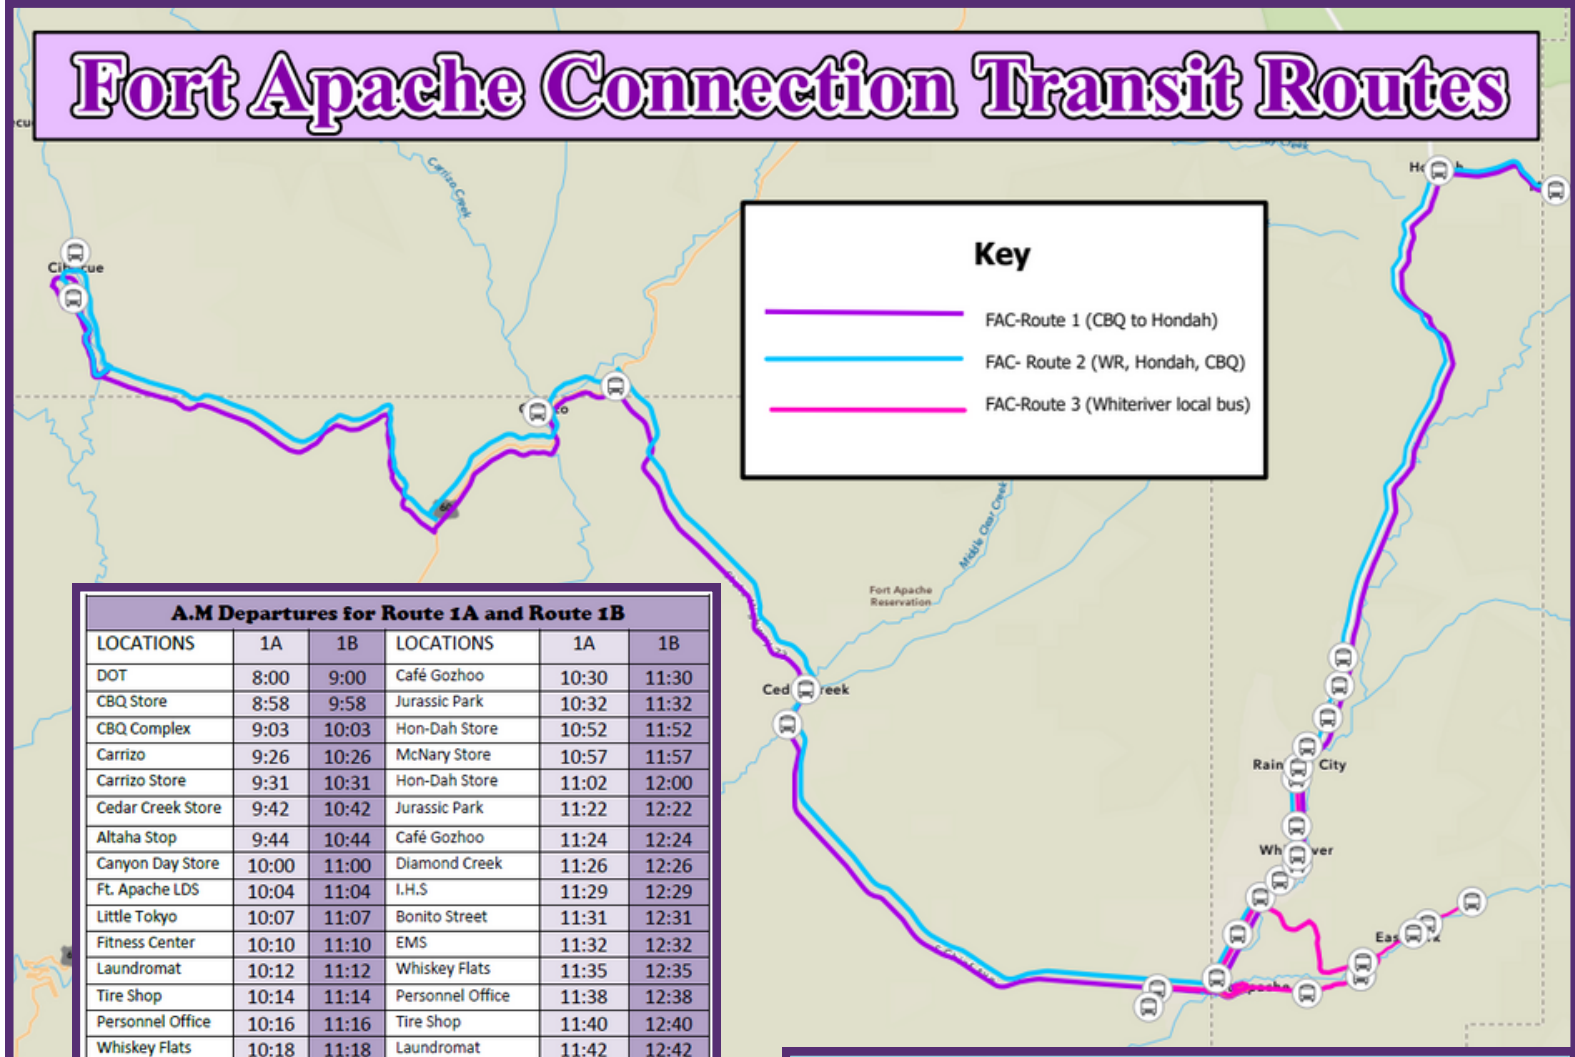 Fort Apache Connection Transit Routes
Carrizo Creek
Key
FAC-Route 1 (CBQ to Hondah)
FAC- Route 2 (WR, Hondah, CBQ)
FAC-Route 3 (Whiteriver local bus)
Middle Clear Creek
Fort Apache
Reservation
60
A.M Departures for Route 1A and Route 1B
LOCATIONS 1A 1B LOCATIONS 1A 1B
DOT 8:00 9:00 Café Gozhoo 10:30 11:30
CBQ Store 8:58 9:58 Jurassic Park 10:32 11:32
CBQ Complex 9:03 10:03 Hon-Dah Store 10:52 11:52
Carrizo 9:26 10:26 McNary Store 10:57 11:57
Carrizo Store 9:31 10:31 Hon-Dah Store 11:02 12:00
Cedar Creek Store 9:42 10:42 Jurassic Park 11:22 12:22
Altaha Stop 9:44 10:44 Café Gozhoo 11:24 12:24
Canyon Day Store 10:00 11:00 Diamond Creek 11:26 12:26
Ft. Apache LDS 10:04 11:04 I.H.S 11:29 12:29
Little Tokyo 10:07 11:07 Bonito Street 11:31 12:31
Fitness Center 10:10 11:10 EMS 11:32 12:32
Laundromat 10:12 11:12 Whiskey Flats 11:35 12:35
Tire Shop 10:14 11:14 Personnel Office 11:38 12:38
Personnel Office 10:16 11:16 Tire Shop 11:40 12:40
Whiskey Flats 10:18 11:18 Laundromat 11:42 12:42
Rain City